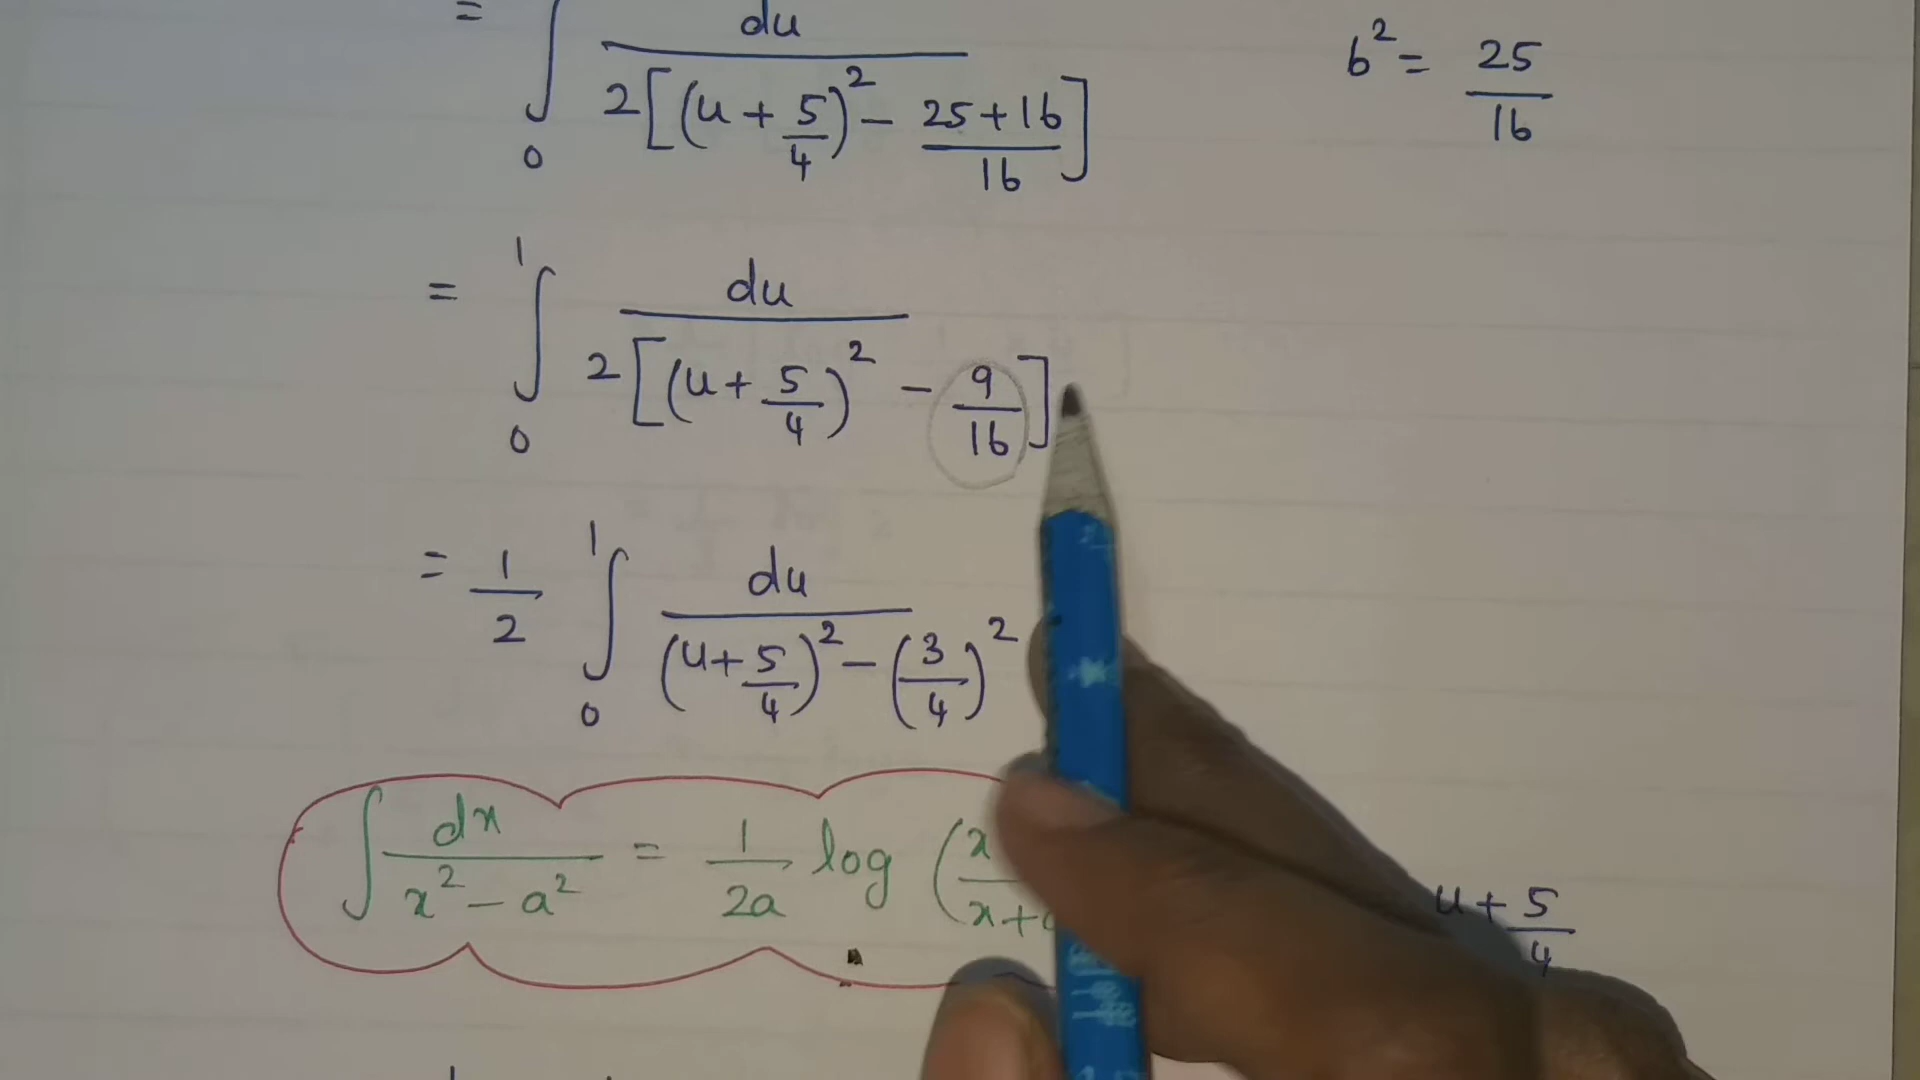 = ∫₀ du / 2[(u + 5/4)² - 25+16/16]
b² = 25/16
= ∫₀¹ du / 2[(u + 5/4)² - 9/16]
= 1/2 ∫₀¹ du / (u + 5/4)² - (3/4)²
∫ dx / x² - a² = 1/2a log (x / x+
u + 5/4